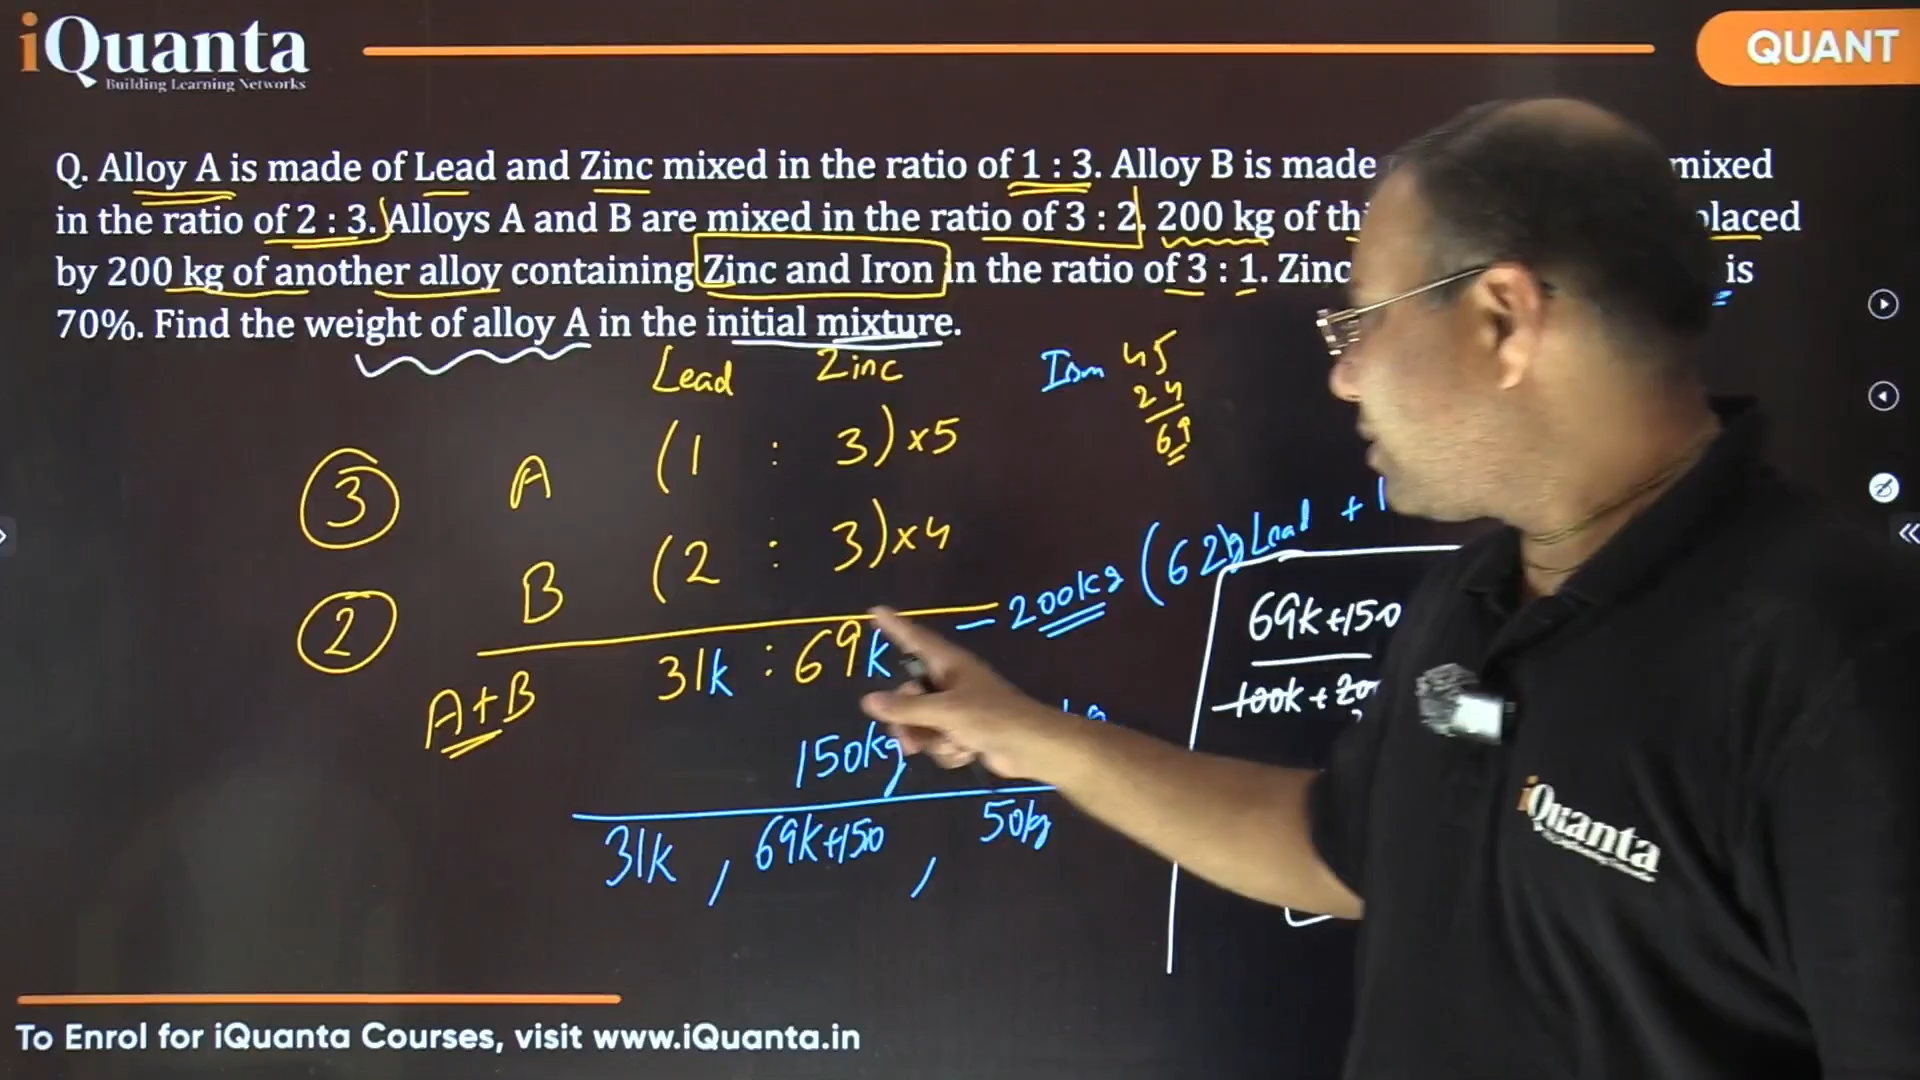 iQuanta
Building Learning Networks
QUANT
Q. Alloy A is made of Lead and Zinc mixed in the ratio of 1 : 3. Alloy B is made mixed
in the ratio of 2 : 3. Alloys A and B are mixed in the ratio of 3 : 2. 200 kg of
by 200 kg of another alloy containing Zinc and Iron in the ratio of 3 : 1. Zinc is
70%. Find the weight of alloy A in the initial mixture.
Lead Zinc Iron 45
24
69
3 A (1 : 3)x5
2 B (2 : 3)x4
A+B 31k : 69k - 200kg (62kg Lead +
150kg
31k, 69k+150, 50kg
69k+150
100k + 200
iQuanta
To Enrol for iQuanta Courses, visit www.iQuanta.in